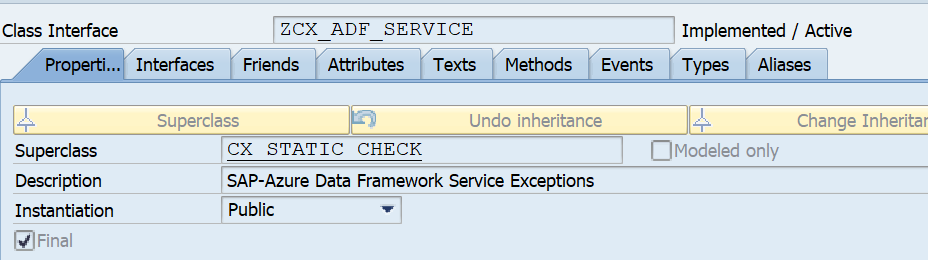 Class Interface ZCX_ADF_SERVICE Implemented / Active
Properti... Interfaces Friends Attributes Texts Methods Events Types Aliases
Superclass Undo inheritance Change Inheritan
Superclass CX_STATIC_CHECK Modeled only
Description SAP-Azure Data Framework Service Exceptions
Instantiation Public
Final